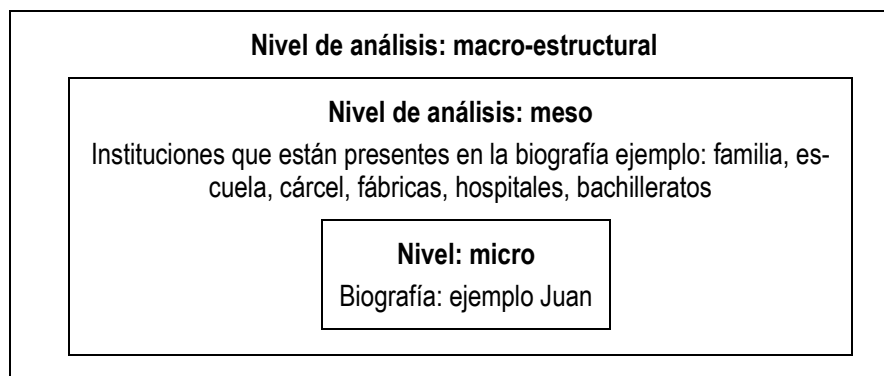 Nivel de análisis: macro-estructural
Nivel de análisis: meso
Instituciones que están presentes en la biografía ejemplo: familia, es-
cuela, cárcel, fábricas, hospitales, bachilleratos
Nivel: micro
Biografía: ejemplo Juan